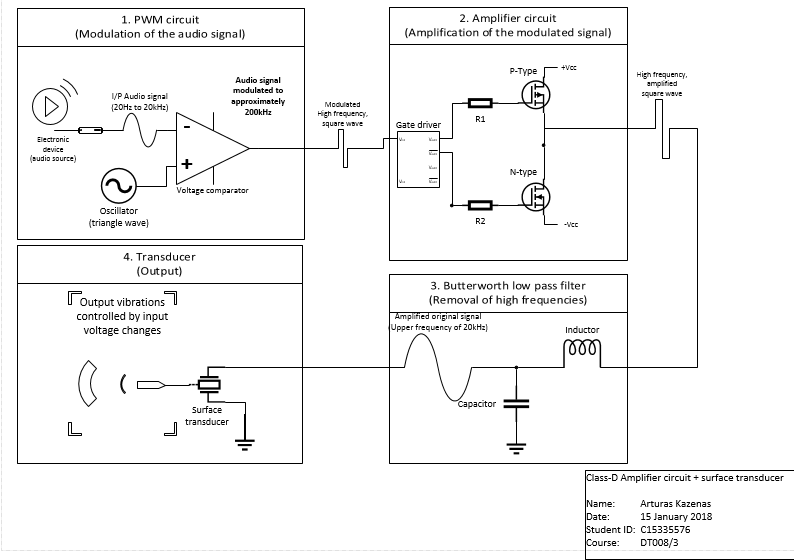 1. PWM circuit
(Modulation of the audio signal)
Audio signal
modulated to
approximately
200kHz
I/P Audio signal
(20Hz to 20kHz)
Electronic
device
(audio source)
-
+
Voltage comparator
Oscillator
(triangle wave)
Modulated
High frequency,
square wave
2. Amplifier circuit
(Amplification of the modulated signal)
P-Type
+Vcc
Gate driver
R1
N-type
R2
-Vcc
High frequency,
amplified
square wave
4. Transducer
(Output)
Output vibrations
controlled by input
voltage changes
Surface
transducer
3. Butterworth low pass filter
(Removal of high frequencies)
Amplified original signal
(Upper frequency of 20kHz)
Inductor
Capacitor
Class-D Amplifier circuit + surface transducer
Name: Arturas Kazenas
Date: 15 January 2018
Student ID: C15335576
Course: DT008/3